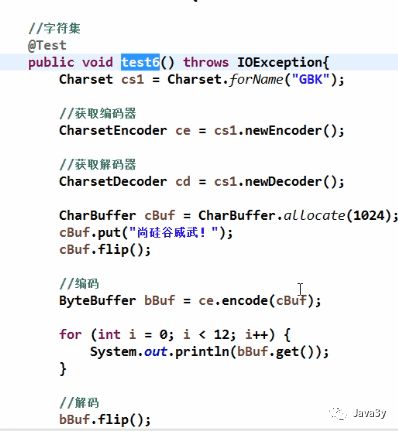 //字符集
@Test
public void test6() throws IOException{
    Charset cs1 = Charset.forName("GBK");

    //获取编码器
    CharsetEncoder ce = cs1.newEncoder();

    //获取解码器
    CharsetDecoder cd = cs1.newDecoder();

    CharBuffer cBuf = CharBuffer.allocate(1024);
    cBuf.put("尚硅谷威武！");
    cBuf.flip();

    //编码
    ByteBuffer bBuf = ce.encode(cBuf);

    for (int i = 0; i < 12; i++) {
        System.out.println(bBuf.get());
    }

    //解码
    bBuf.flip();
Java3y